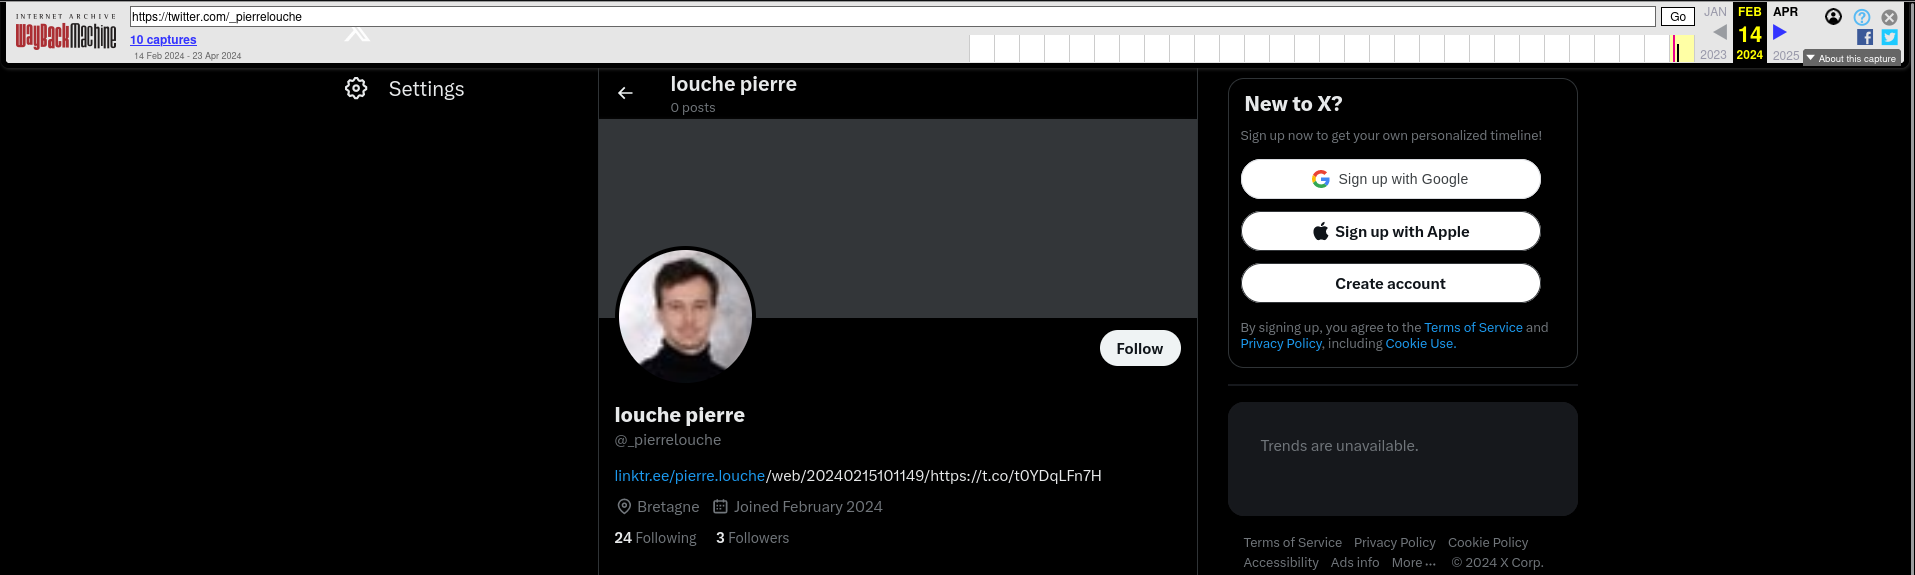 INTERNET ARCHIVE
WayBackMachine
https://twitter.com/_pierrelouche
Go
10 captures
14 Feb 2024 - 23 Apr 2024
JAN FEB APR
14
2023 2024 2025
About this capture
Settings
louche pierre
0 posts
Follow
louche pierre
@_pierrelouche
linktr.ee/pierre.louche/web/20240215101149/https://t.co/t0YDqLFn7H
Bretagne Joined February 2024
24 Following 3 Followers
New to X?
Sign up now to get your own personalized timeline!
Sign up with Google
Sign up with Apple
Create account
By signing up, you agree to the Terms of Service and
Privacy Policy, including Cookie Use.
Trends are unavailable.
Terms of Service Privacy Policy Cookie Policy
Accessibility Ads info More ··· © 2024 X Corp.